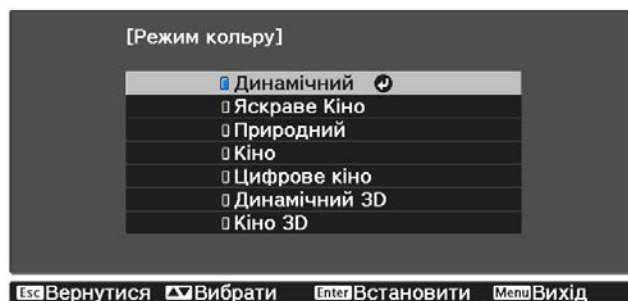 [Режим кольру]
Динамічний
Яскраве Кіно
Природний
Кіно
Цифрове кіно
Динамічний 3D
Кіно 3D
Esc Вернутися Вибрати Enter Встановити Menu Вихід